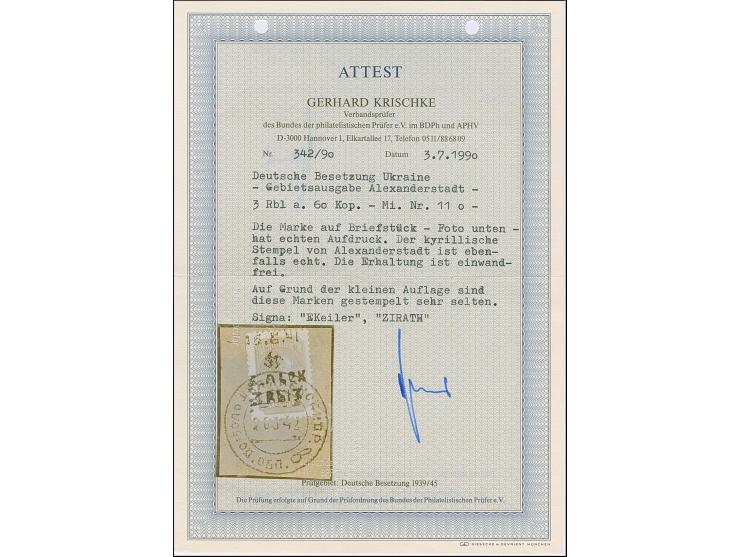 ATTEST
GERHARD KRISCHKE
Verbandsprüfer
des Bundes der philatelistischen Prüfer e.V. im BDPh und APHV
D-3000 Hannover 1, Elkartallee 17, Telefon 0511/886809
Nr. 342/90 Datum 3.7.1990
Deutsche Besetzung Ukraine
- Gebietsausgabe Alexanderstadt -
3 Rbl a. 60 Kop. - Mi. Nr. 11 o -
Die Marke auf Briefstück - Foto unten -
hat echten Aufdruck. Der kyrillische
Stempel von Alexanderstadt ist eben-
falls echt. Die Erhaltung ist einwand-
frei.
Auf Grund der kleinen Auflage sind
diese Marken gestempelt sehr selten.
Signa: "EKeiler", "ZIRATH"
Prüfgebiet: Deutsche Besetzung 1939/45
Die Prüfung erfolgte auf Grund der Prüfordnung des Bundes der Philatelistischen Prüfer e.V.
GIESECKE & DEVRIENT MÜNCHEN